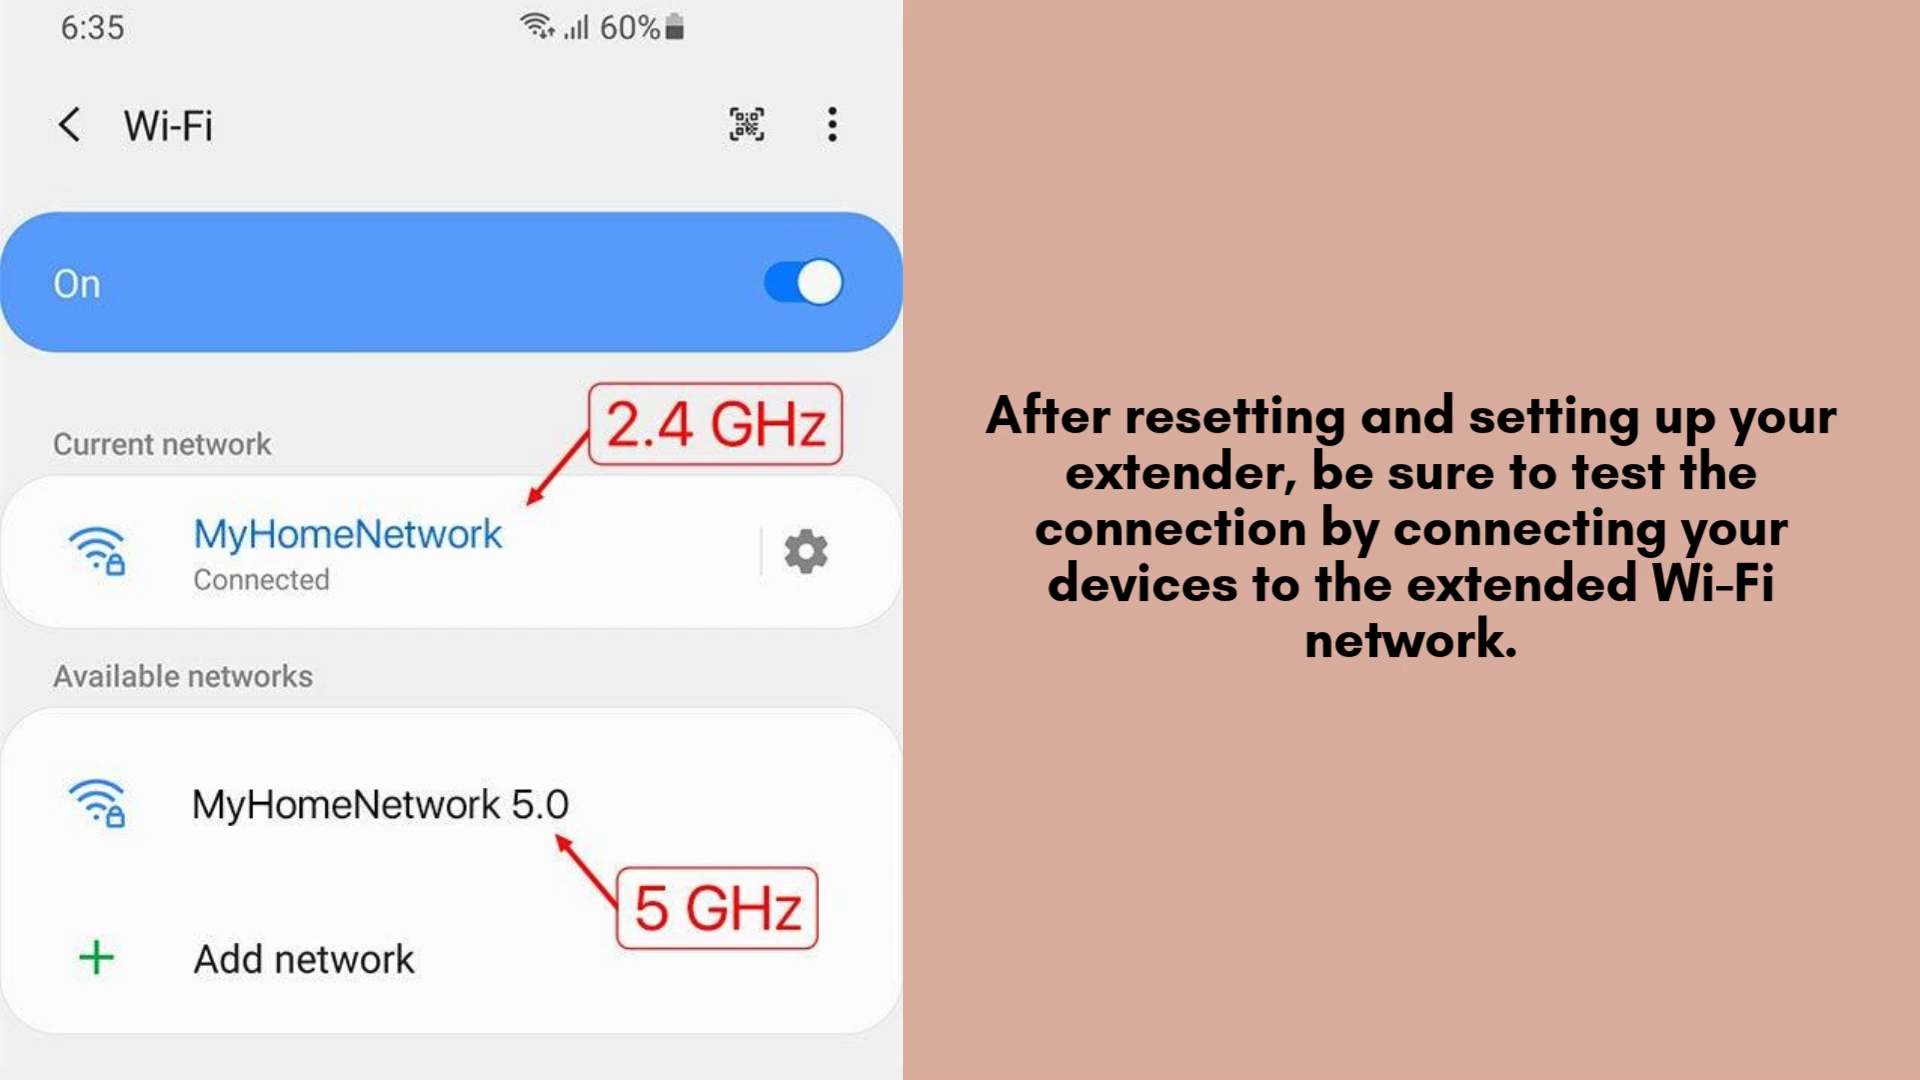 6:35
60%
Wi-Fi
On
2.4 GHz
Current network
MyHomeNetwork
Connected
Available networks
MyHomeNetwork 5.0
5 GHz
Add network
After resetting and setting up your
extender, be sure to test the
connection by connecting your
devices to the extended Wi-Fi
network.